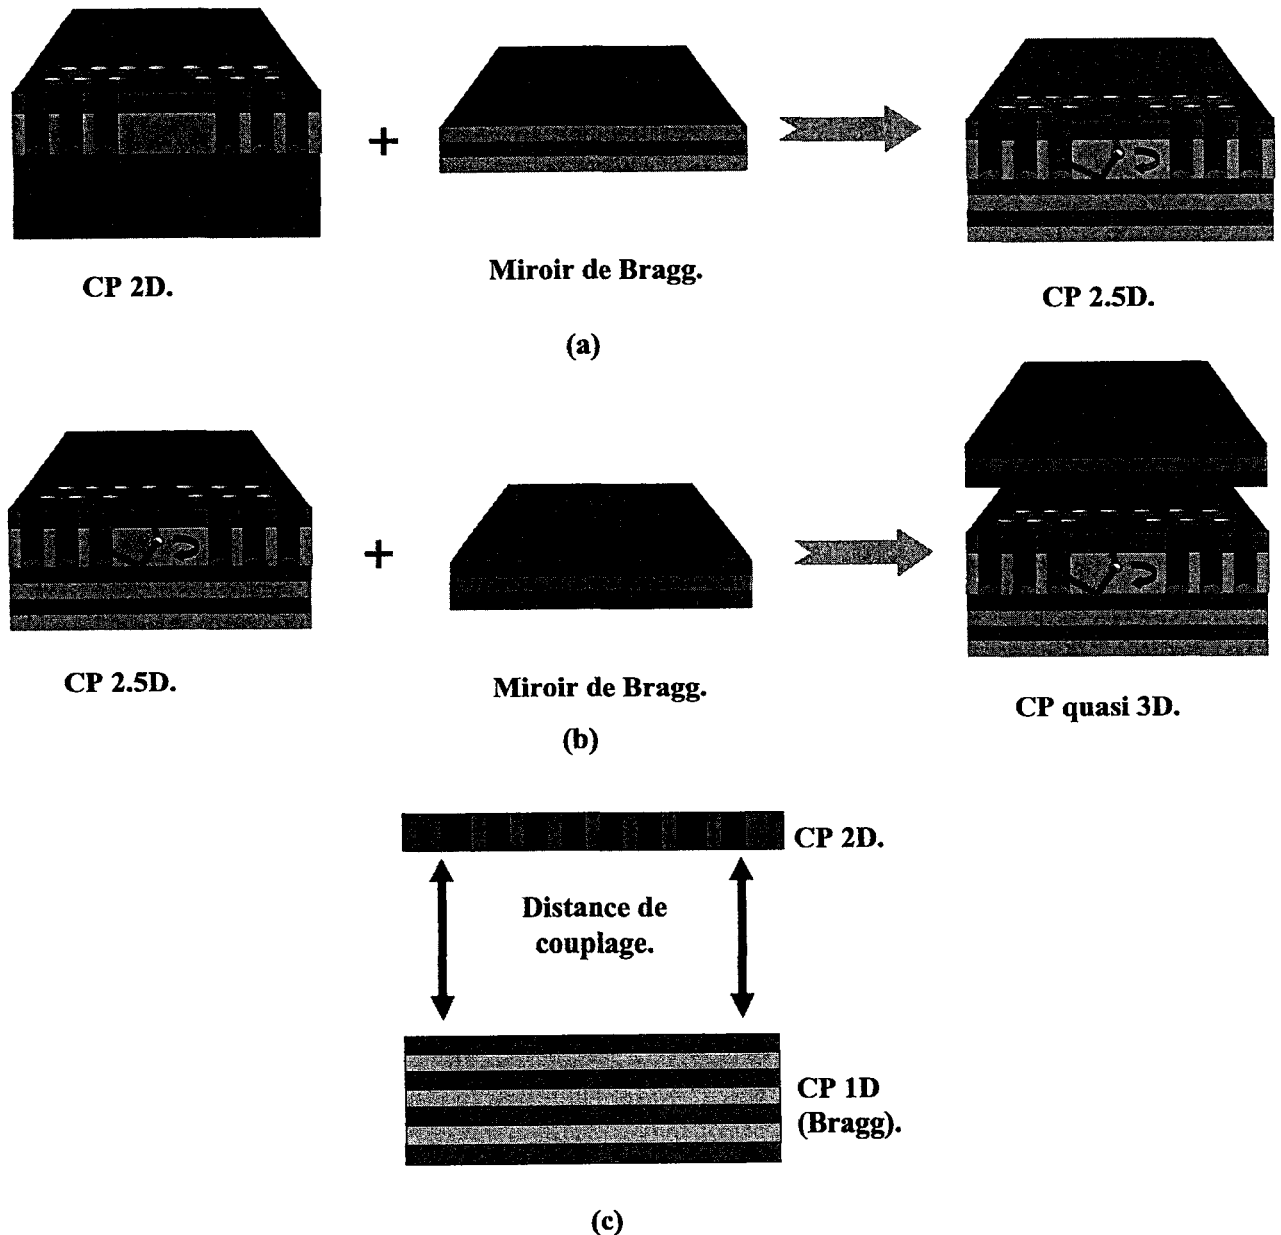 +
CP 2D.
Miroir de Bragg.
CP 2.5D.
(a)
+
CP 2.5D.
Miroir de Bragg.
CP quasi 3D.
(b)
CP 2D.
Distance de
couplage.
CP 1D
(Bragg).
(c)